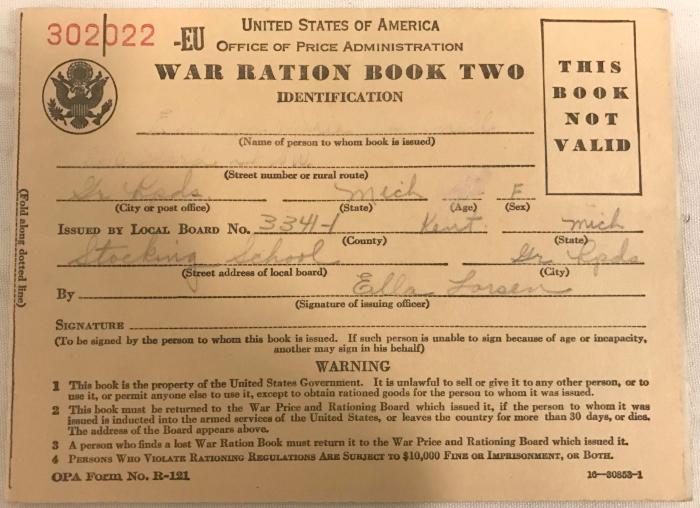 302022 -EU
UNITED STATES OF AMERICA
OFFICE OF PRICE ADMINISTRATION
WAR RATION BOOK TWO
IDENTIFICATION
THIS
BOOK
NOT
VALID
(Name of person to whom book is issued)
(Street number or rural route)
Gr Rpds Mich F
(City or post office) (State) (Age) (Sex)
ISSUED BY LOCAL BOARD NO. 3341-1 Kent Mich
(County) (State)
Stocking School Gr Rpds
(Street address of local board) (City)
By Ella Larsen
(Signature of issuing officer)
SIGNATURE
(To be signed by the person to whom this book is issued. If such person is unable to sign because of age or incapacity,
another may sign in his behalf)
WARNING
1 This book is the property of the United States Government. It is unlawful to sell or give it to any other person, or to
use it, or permit anyone else to use it, except to obtain rationed goods for the person to whom it was issued.
2 This book must be returned to the War Price and Rationing Board which issued it, if the person to whom it was
issued is inducted into the armed services of the United States, or leaves the country for more than 30 days, or dies.
The address of the Board appears above.
3 A person who finds a lost War Ration Book must return it to the War Price and Rationing Board which issued it.
4 PERSONS WHO VIOLATE RATIONING REGULATIONS ARE SUBJECT TO $10,000 FINE OR IMPRISONMENT, OR BOTH.
OPA FORM NO. R-121 16—30853-1
(Fold along dotted line)